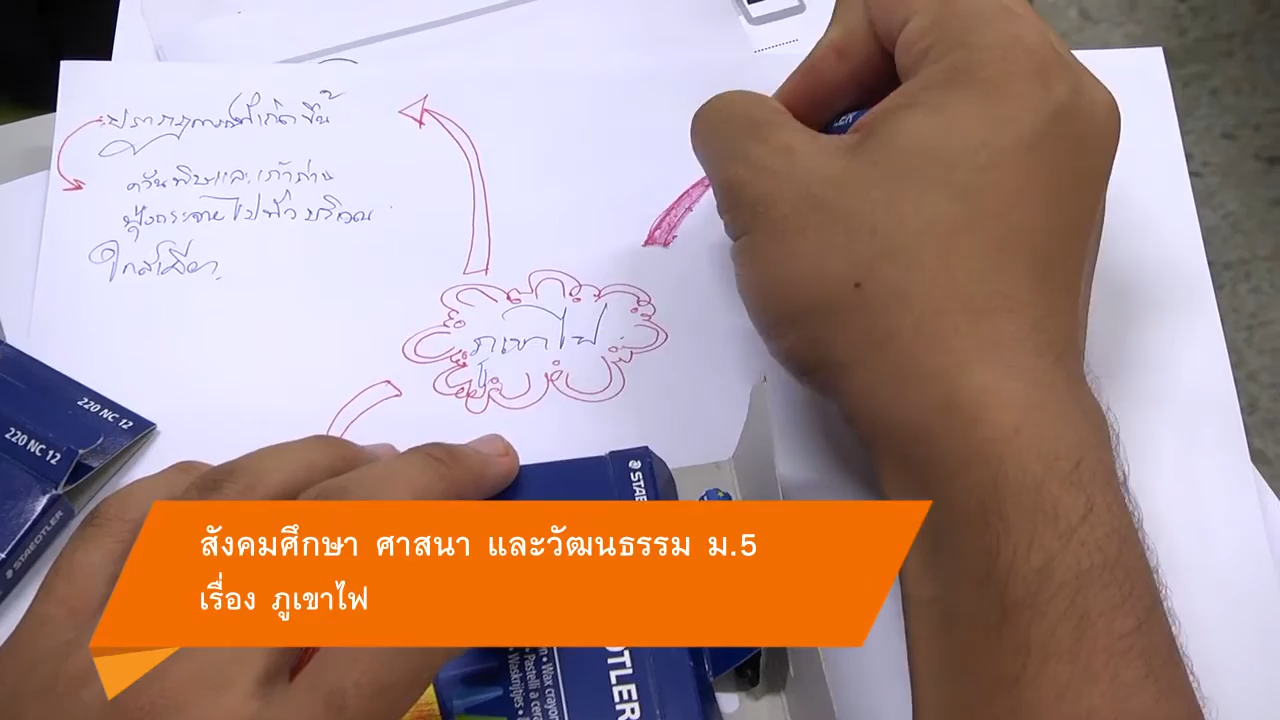 ปรากฏการณ์ที่เกิดขึ้น
ควันพิษและเถ้าถ่าน
ฟุ้งกระจายไปทั่วบริเวณ
ใกล้เคียง
ภูเขาไฟ
220 NC 12
220 NC 12
STAEDTLER
สังคมศึกษา ศาสนา และวัฒนธรรม ม.5
เรื่อง ภูเขาไฟ
Wax crayon
Pastelli a cera
Waskrijtjes